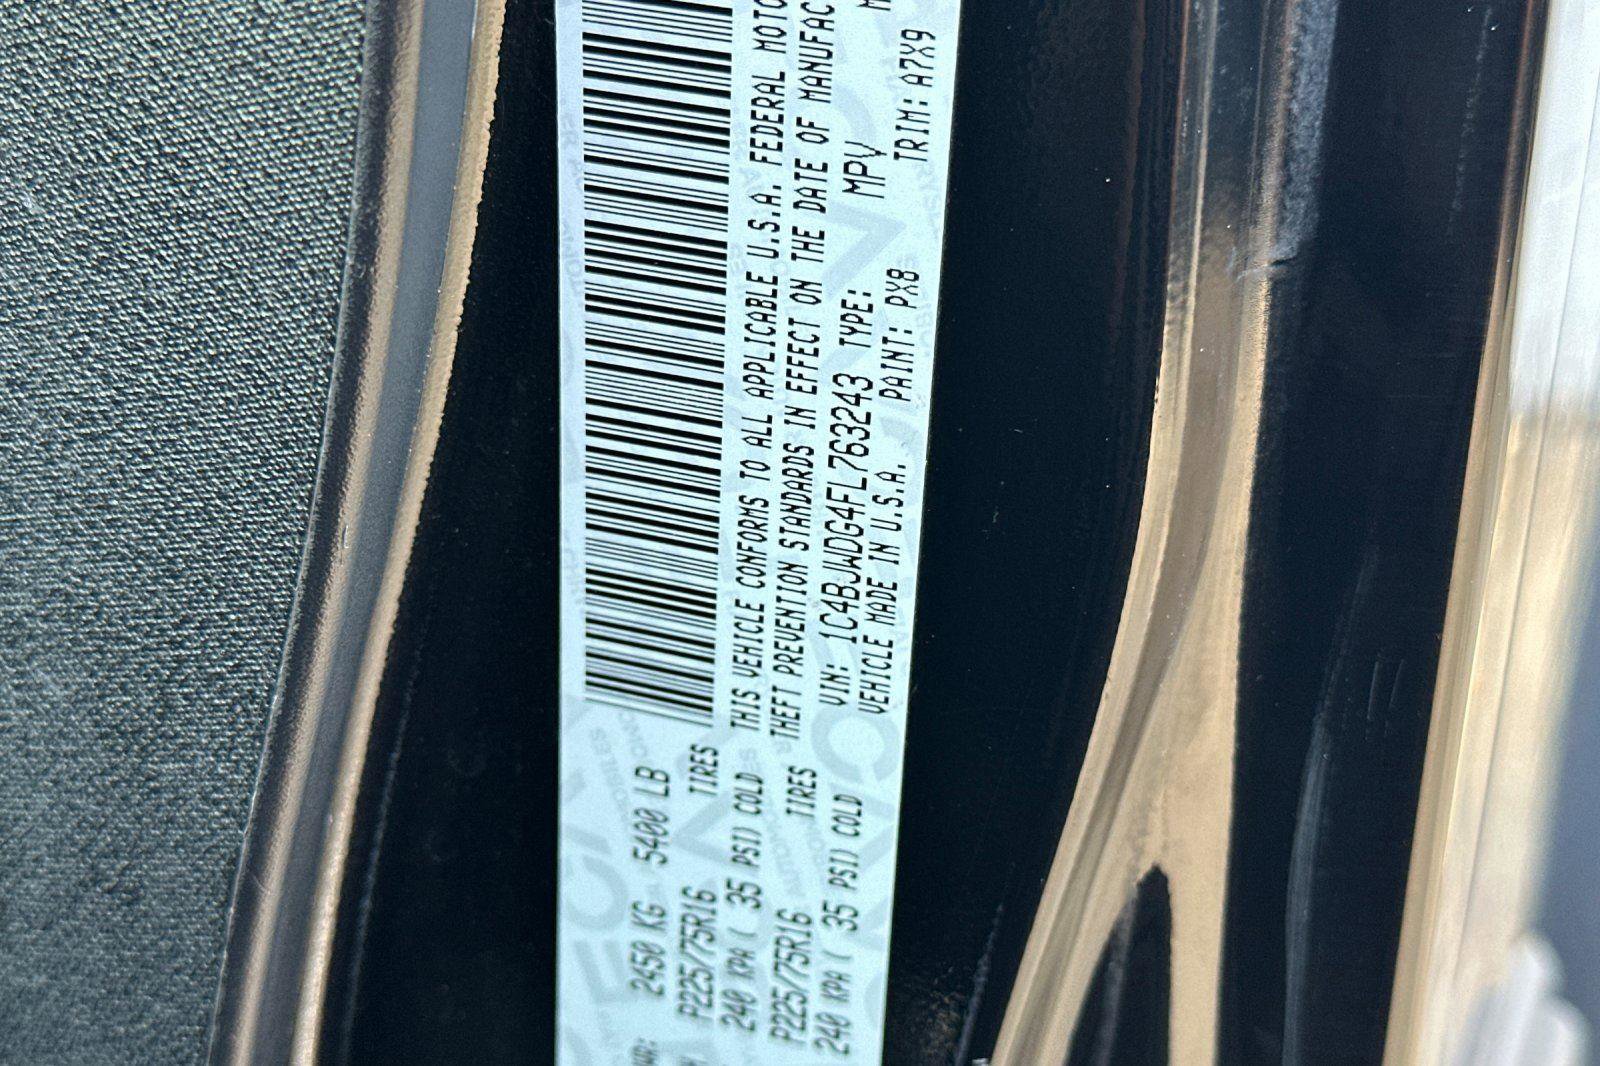 2450 KG 5400 LB
P225/75R16 TIRES
240 KPA ( 35 PSI) COLD
P225/75R16 TIRES
240 KPA ( 35 PSI) COLD
THIS VEHICLE CONFORMS TO ALL APPLICABLE U.S.A. FEDERAL
THEFT PREVENTION STANDARDS IN EFFECT ON THE DATE OF
VIN: 1C4BJWDG4FL763243 TYPE: MPV
VEHICLE MADE IN U.S.A. PAINT: PX8 TRIM: A7X9